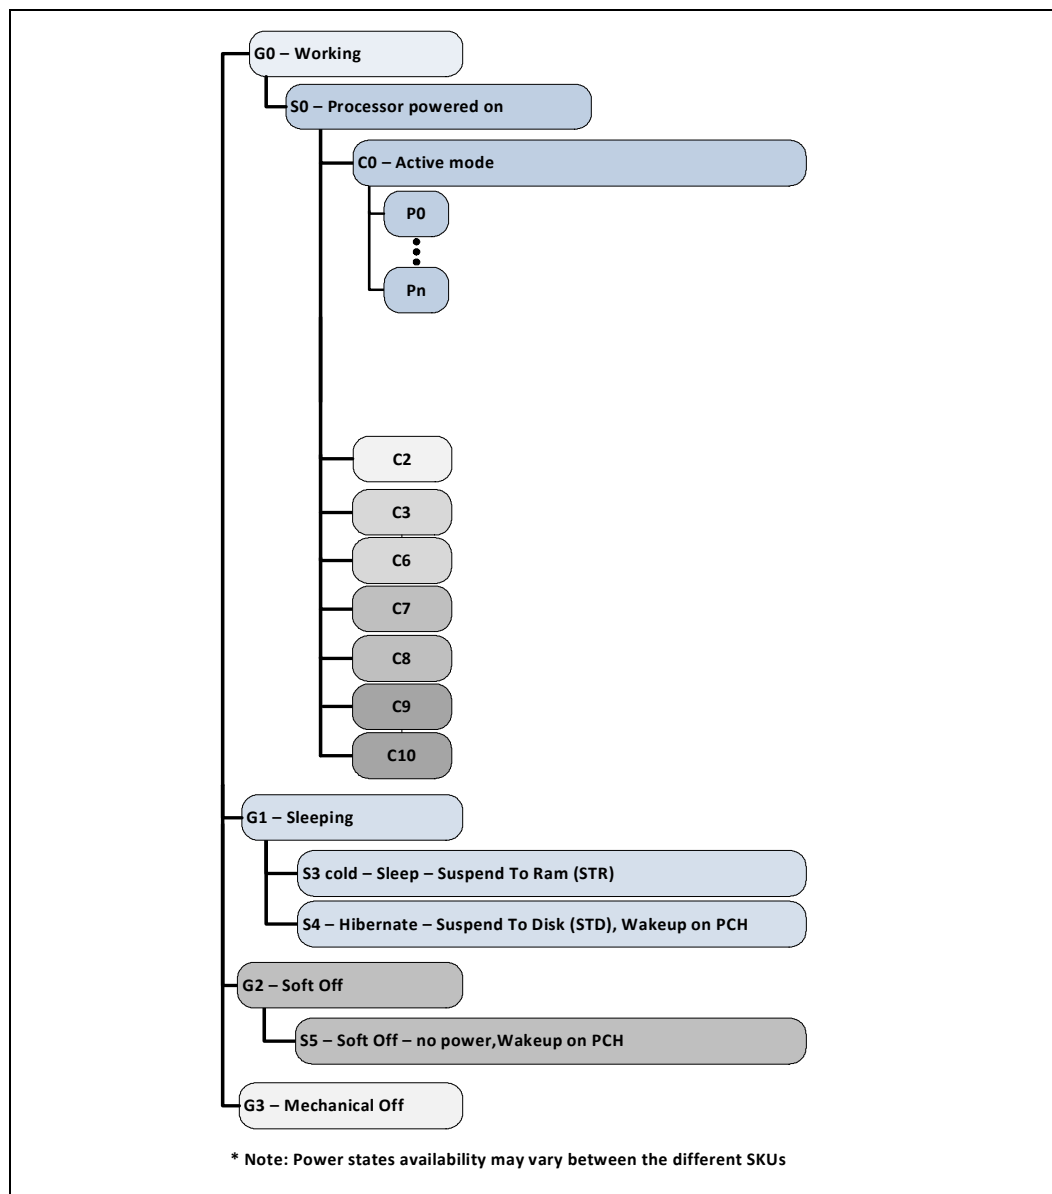 G0 – Working
S0 – Processor powered on
C0 – Active mode
P0
Pn
C2
C3
C6
C7
C8
C9
C10
G1 – Sleeping
S3 cold – Sleep – Suspend To Ram (STR)
S4 – Hibernate – Suspend To Disk (STD), Wakeup on PCH
G2 – Soft Off
S5 – Soft Off – no power,Wakeup on PCH
G3 – Mechanical Off
* Note: Power states availability may vary between the different SKUs